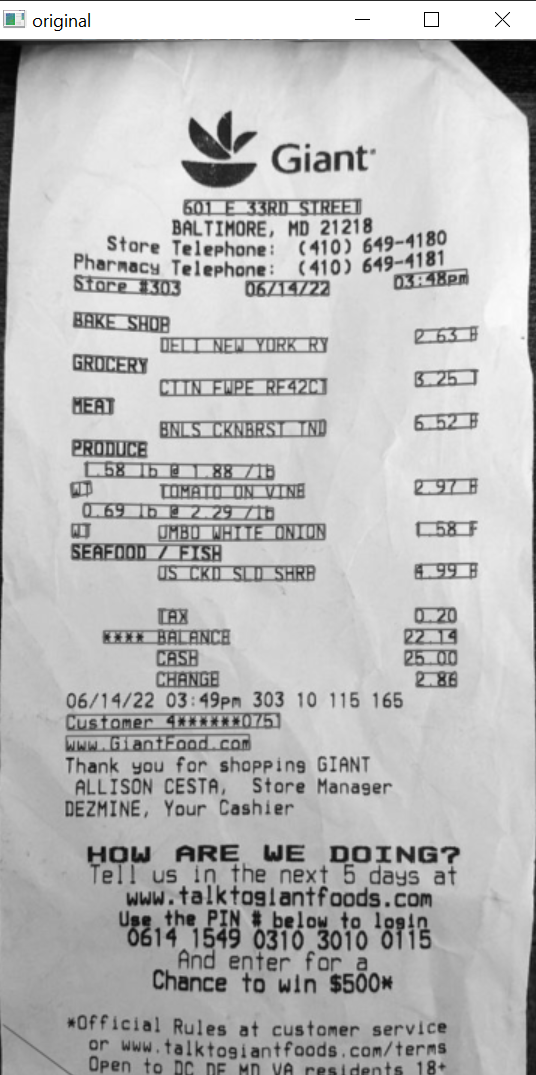 original
Giant
601 E 33RD STREET
BALTIMORE, MD 21218
Store Telephone: (410) 649-4180
Pharmacy Telephone: (410) 649-4181
Store #303 06/14/22 03:48pm
BAKE SHOP
DELI NEW YORK RY 2.63 F
GROCERY
CTTN FWPE RF42CT 3.25 T
MEAT
BNLS CKNBRST TND 6.52 F
PRODUCE
1.58 lb @ 1.88 /lb
WT TOMATO ON VINE 2.97 F
0.69 lb @ 2.29 /lb
WT JMBO WHITE ONION 1.58 F
SEAFOOD / FISH
US CKD SLD SHRP 4.99 F
TAX 0.20
**** BALANCE 22.14
CASH 25.00
CHANGE 2.86
06/14/22 03:49pm 303 10 115 165
Customer 4******0751
www.GiantFood.com
Thank you for shopping GIANT
ALLISON CESTA, Store Manager
DEZMINE, Your Cashier
HOW ARE WE DOING?
Tell us in the next 5 days at
www.talktogiantfoods.com
Use the PIN # below to login
0614 1549 0310 3010 0115
And enter for a
Chance to win $500*
*Official Rules at customer service
or www.talktogiantfoods.com/terms
Open to DC DE MD VA residents 18+